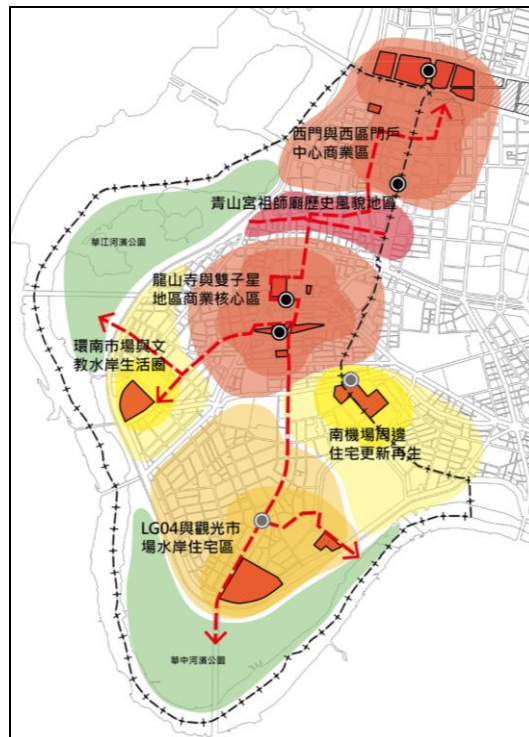 西門與西區門戶
中心商業區
青山宮祖師廟歷史風貌地區
華江河濱公園
龍山寺與雙子星
地區商業核心區
環南市場與文
教水岸生活圈
南機場周邊
住宅更新再生
LG04與觀光市
場水岸住宅區
華中河濱公園